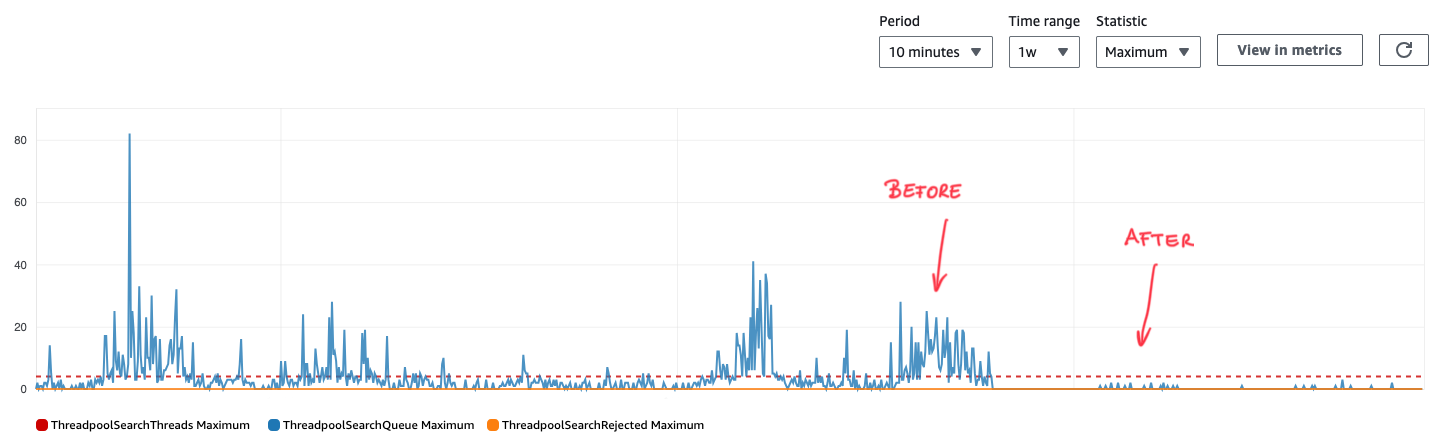 Period Time range Statistic
10 minutes 1w Maximum View in metrics
80
60
BEFORE
AFTER
40
20
0
ThreadpoolSearchThreads Maximum ThreadpoolSearchQueue Maximum ThreadpoolSearchRejected Maximum